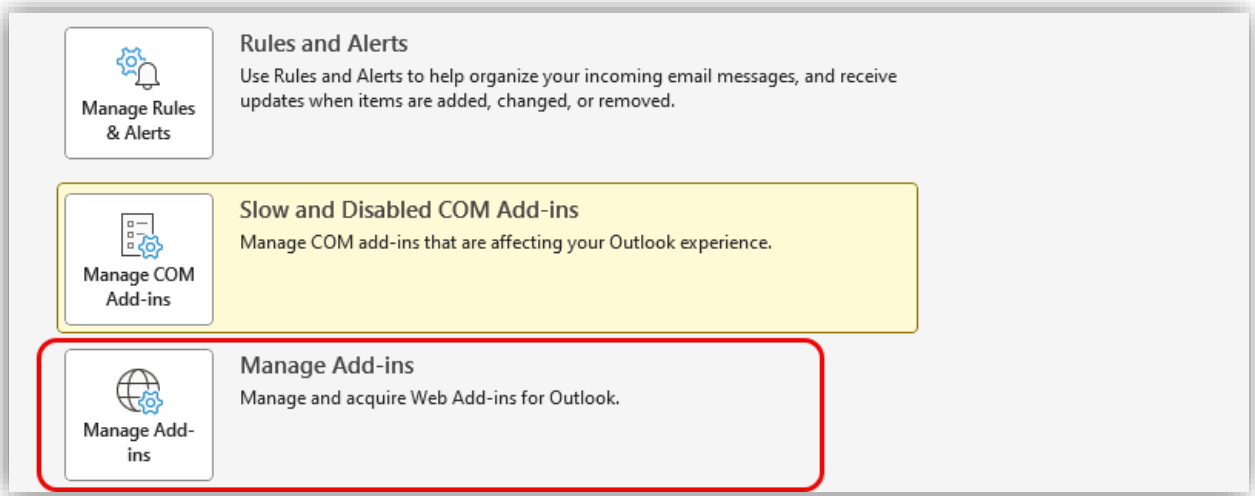 Manage Rules
& Alerts
Rules and Alerts
Use Rules and Alerts to help organize your incoming email messages, and receive
updates when items are added, changed, or removed.
Manage COM
Add-ins
Slow and Disabled COM Add-ins
Manage COM add-ins that are affecting your Outlook experience.
Manage Add-
ins
Manage Add-ins
Manage and acquire Web Add-ins for Outlook.